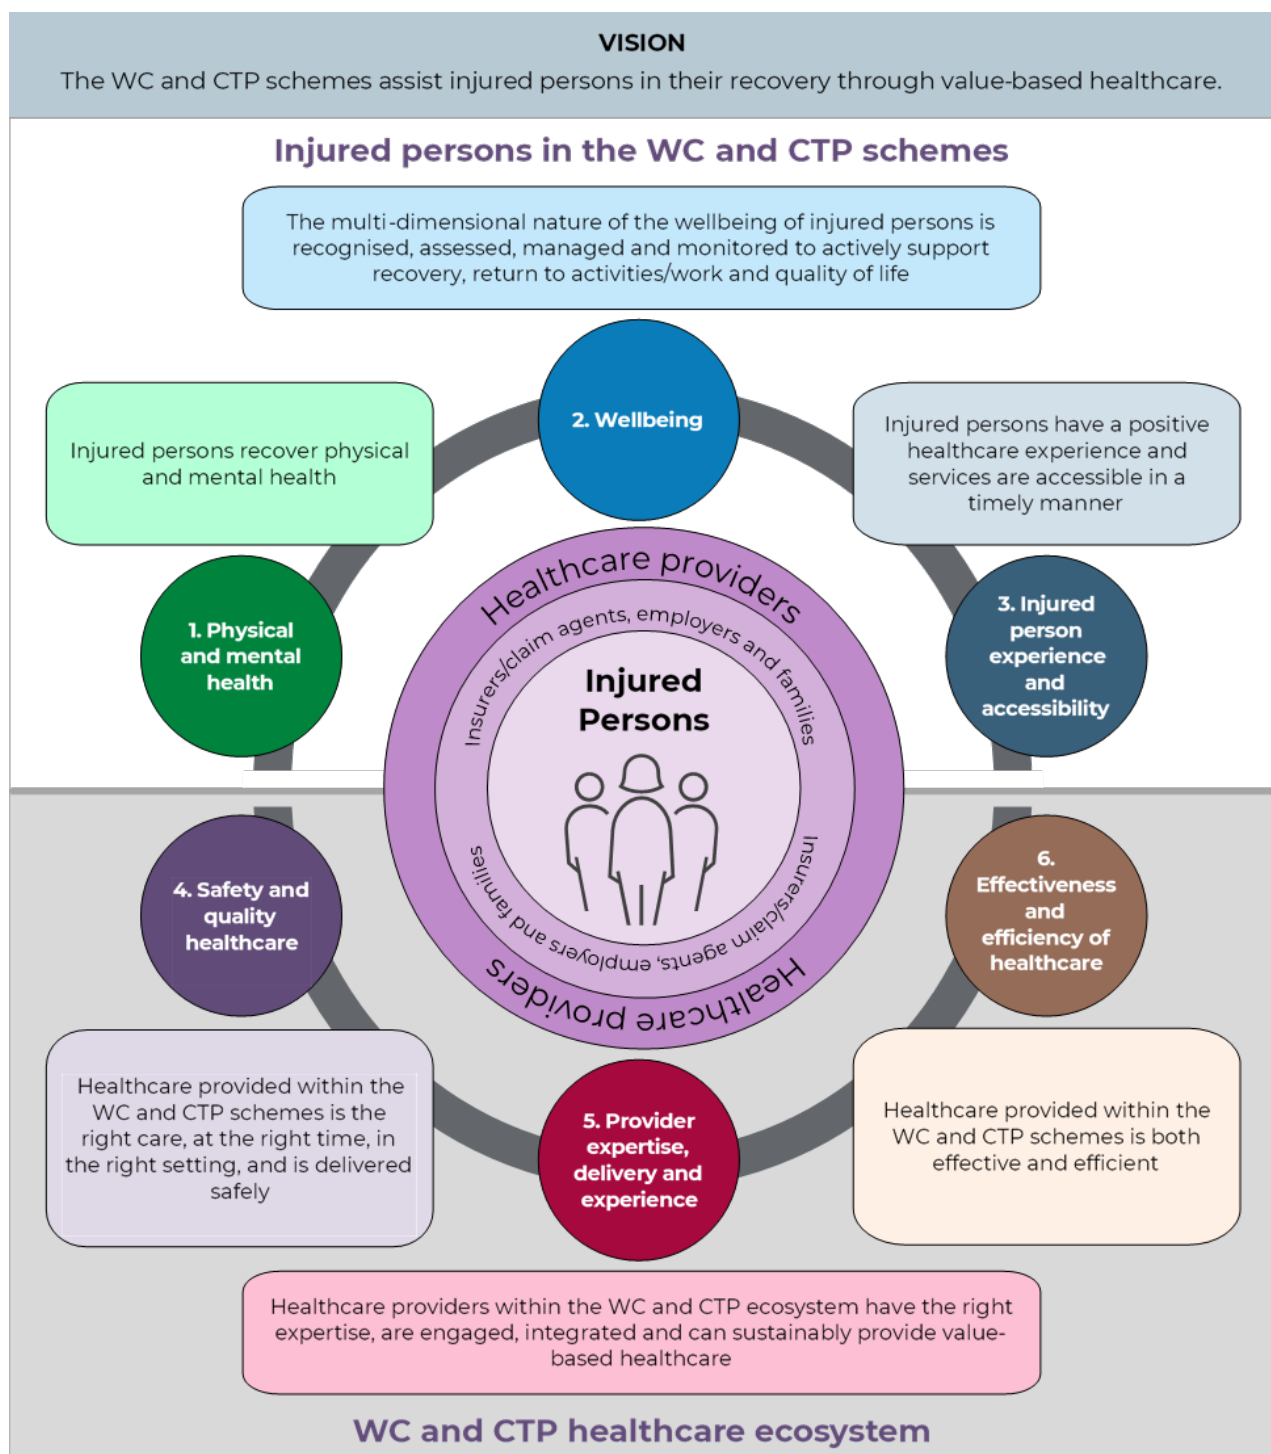 VISION
The WC and CTP schemes assist injured persons in their recovery through value-based healthcare.
Injured persons in the WC and CTP schemes
The multi-dimensional nature of the wellbeing of injured persons is
recognised, assessed, managed and monitored to actively support
recovery, return to activities/work and quality of life
2. Wellbeing
Injured persons recover physical
and mental health
Injured persons have a positive
healthcare experience and
services are accessible in a
timely manner
1. Physical
and mental
health
3. Injured
person
experience
and
accessibility
Healthcare providers
Insurers/claim agents, employers and families
Injured
Persons
Insurers/claim agents, employers and families
Healthcare providers
4. Safety and
quality
healthcare
6.
Effectiveness
and
efficiency of
healthcare
Healthcare provided within the
WC and CTP schemes is the
right care, at the right time, in
the right setting, and is delivered
safely
5. Provider
expertise,
delivery and
experience
Healthcare provided within the
WC and CTP schemes is both
effective and efficient
Healthcare providers within the WC and CTP ecosystem have the right
expertise, are engaged, integrated and can sustainably provide value-
based healthcare
WC and CTP healthcare ecosystem